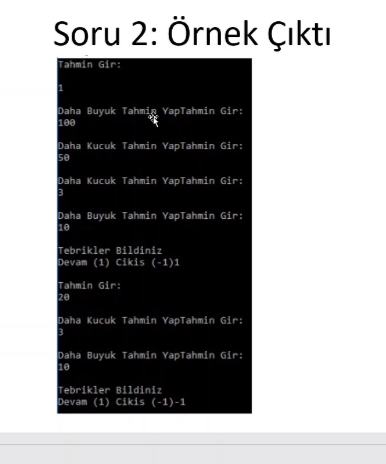 Soru 2: Örnek Çıktı
Tahmin Gir:
1
Daha Buyuk Tahmin YapTahmin Gir:
100
Daha Kucuk Tahmin YapTahmin Gir:
50
Daha Kucuk Tahmin YapTahmin Gir:
3
Daha Buyuk Tahmin YapTahmin Gir:
10
Tebrikler Bildiniz
Devam (1) Cikis (-1)1
Tahmin Gir:
20
Daha Kucuk Tahmin YapTahmin Gir:
3
Daha Buyuk Tahmin YapTahmin Gir:
10
Tebrikler Bildiniz
Devam (1) Cikis (-1)-1